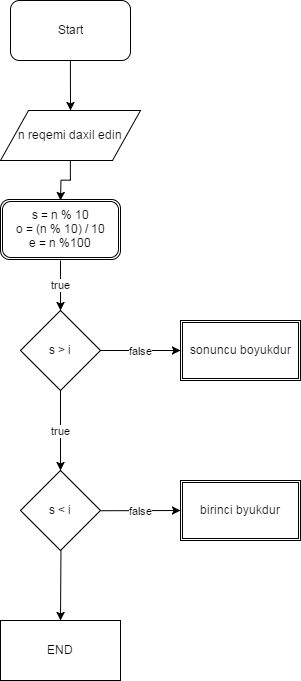 Start
n reqemi daxil edin
s = n % 10
o = (n % 10) / 10
e = n %100
true
s > i
false
sonuncu boyukdur
true
s < i
false
birinci byukdur
END